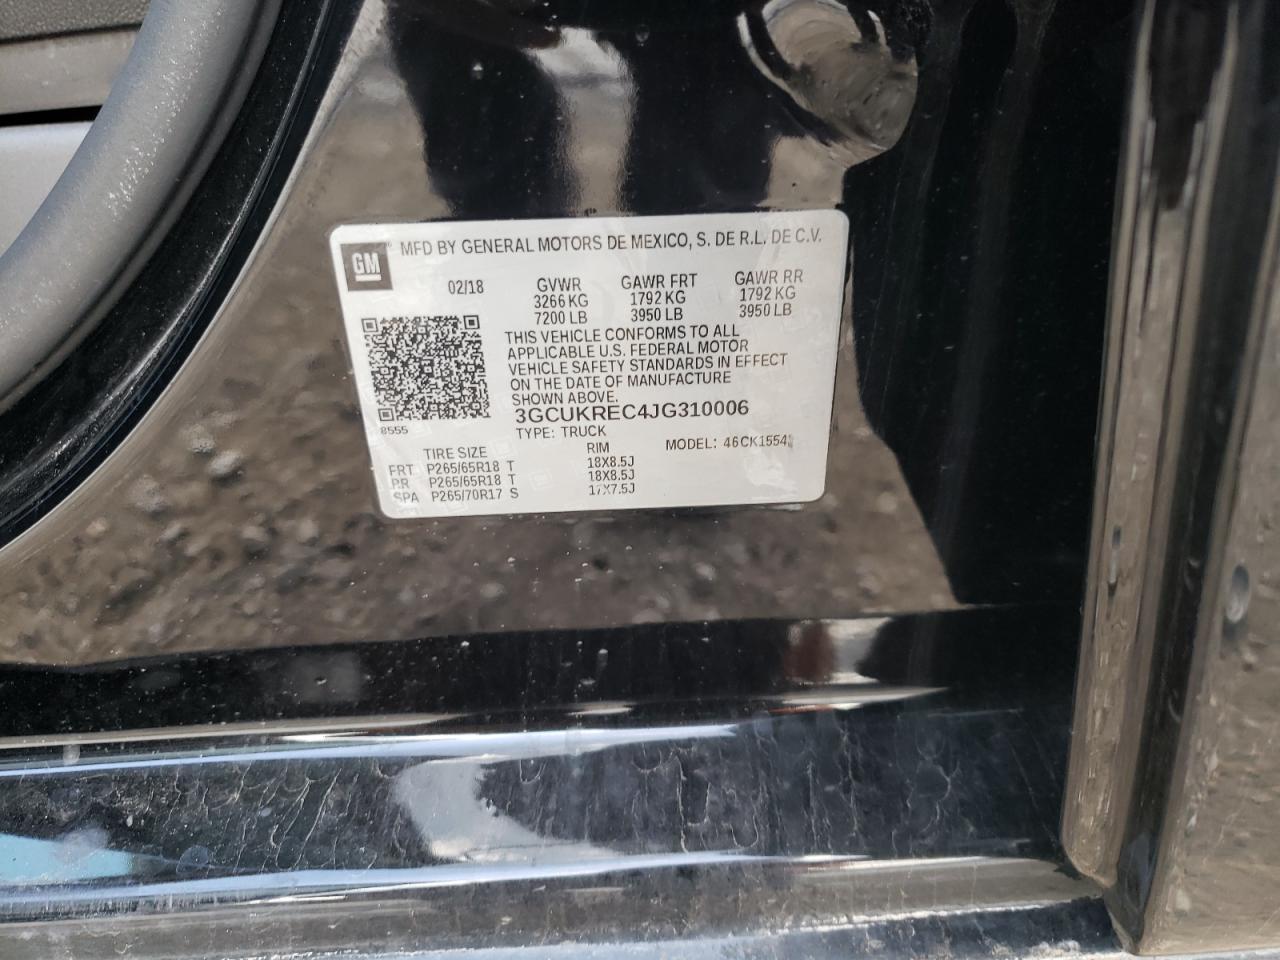 GM® MFD BY GENERAL MOTORS DE MEXICO, S. DE R.L. DE C.V.
02/18 GVWR GAWR FRT GAWR RR
3266 KG 1792 KG 1792 KG
7200 LB 3950 LB 3950 LB
THIS VEHICLE CONFORMS TO ALL
APPLICABLE U.S. FEDERAL MOTOR
VEHICLE SAFETY STANDARDS IN EFFECT
ON THE DATE OF MANUFACTURE
SHOWN ABOVE.
3GCUKREC4JG310006
8555
TYPE: TRUCK MODEL: 46CK1554
TIRE SIZE RIM
FRT P265/65R18 T 18X8.5J
RR P265/65R18 T 18X8.5J
SPA P265/70R17 S 17X7.5J